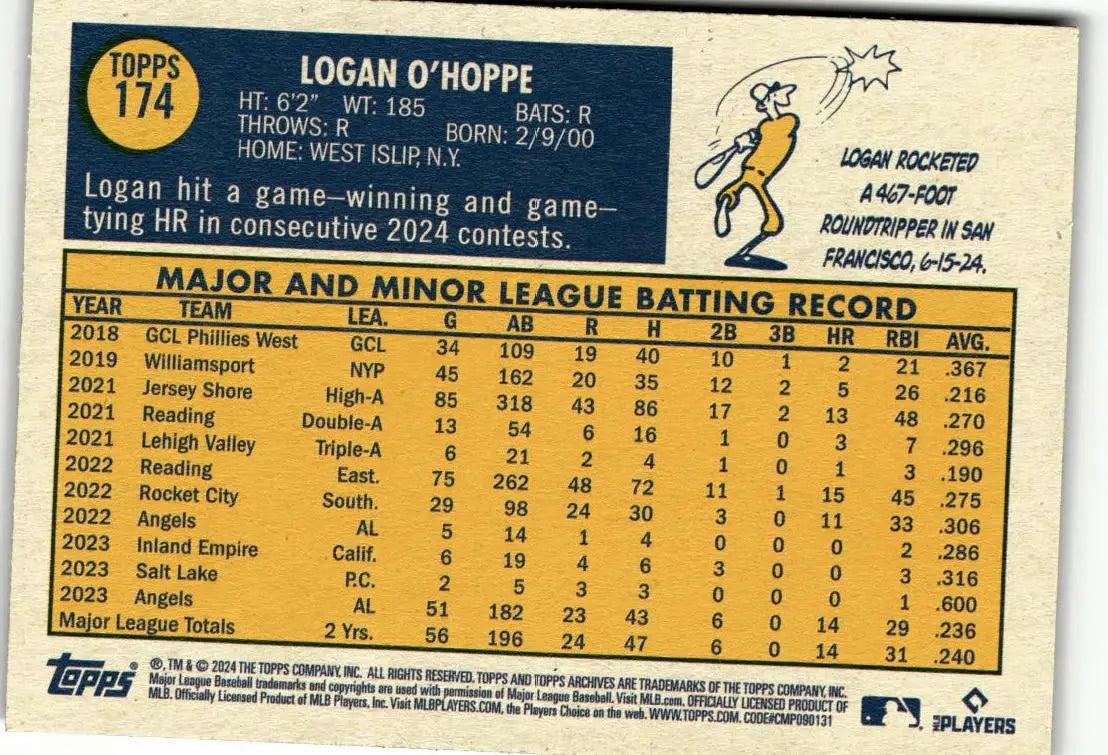 TOPPS
174
LOGAN O'HOPPE
HT: 6'2" WT: 185 BATS: R
THROWS: R BORN: 2/9/00
HOME: WEST ISLIP, N.Y.
Logan hit a game–winning and game–
tying HR in consecutive 2024 contests.
LOGAN ROCKETED
A 467-FOOT
ROUNDTRIPPER IN SAN
FRANCISCO, 6-15-24.
MAJOR AND MINOR LEAGUE BATTING RECORD
YEAR TEAM LEA. G AB R H 2B 3B HR RBI AVG.
2018 GCL Phillies West GCL 34 109 19 40 10 1 2 21 .367
2019 Williamsport NYP 45 162 20 35 12 2 5 26 .216
2021 Jersey Shore High-A 85 318 43 86 17 2 13 48 .270
2021 Reading Double-A 13 54 6 16 1 0 3 7 .296
2021 Lehigh Valley Triple-A 6 21 2 4 1 0 1 3 .190
2022 Reading East. 75 262 48 72 11 1 15 45 .275
2022 Rocket City South. 29 98 24 30 3 0 11 33 .306
2022 Angels AL 5 14 1 4 0 0 0 2 .286
2023 Inland Empire Calif. 6 19 4 6 3 0 0 3 .316
2023 Salt Lake P.C. 2 5 3 3 0 0 0 1 .600
2023 Angels AL 51 182 23 43 6 0 14 29 .236
Major League Totals 2 Yrs. 56 196 24 47 6 0 14 31 .240
topps ® ®, TM & © 2024 THE TOPPS COMPANY, INC. ALL RIGHTS RESERVED. TOPPS AND TOPPS ARCHIVES ARE TRADEMARKS OF THE TOPPS COMPANY, INC.
Major League Baseball trademarks and copyrights are used with permission of Major League Baseball. Visit MLB.com. OFFICIALLY LICENSED PRODUCT OF
MLB. Officially Licensed Product of MLB Players, Inc. Visit MLBPLAYERS.COM, the Players Choice on the web. WWW.TOPPS.COM. CODE#CMP090131
MLB PLAYERS